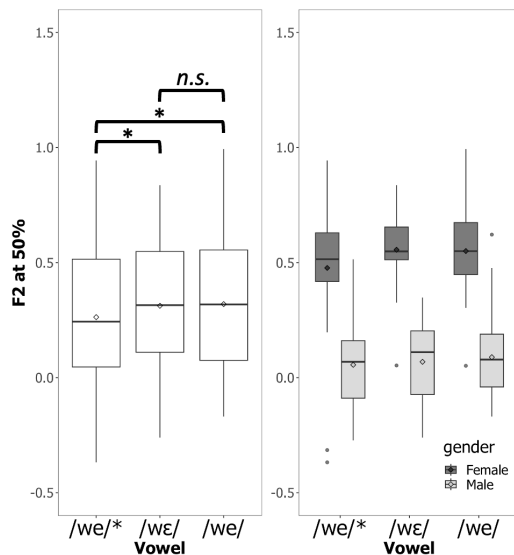 1.5
1.0
0.5
0.0
-0.5
F2 at 50%
n.s.
*
*
/we/* /wɛ/ /we/
Vowel
1.5
1.0
0.5
0.0
-0.5
gender
Female
Male
/we/* /wɛ/ /we/
Vowel